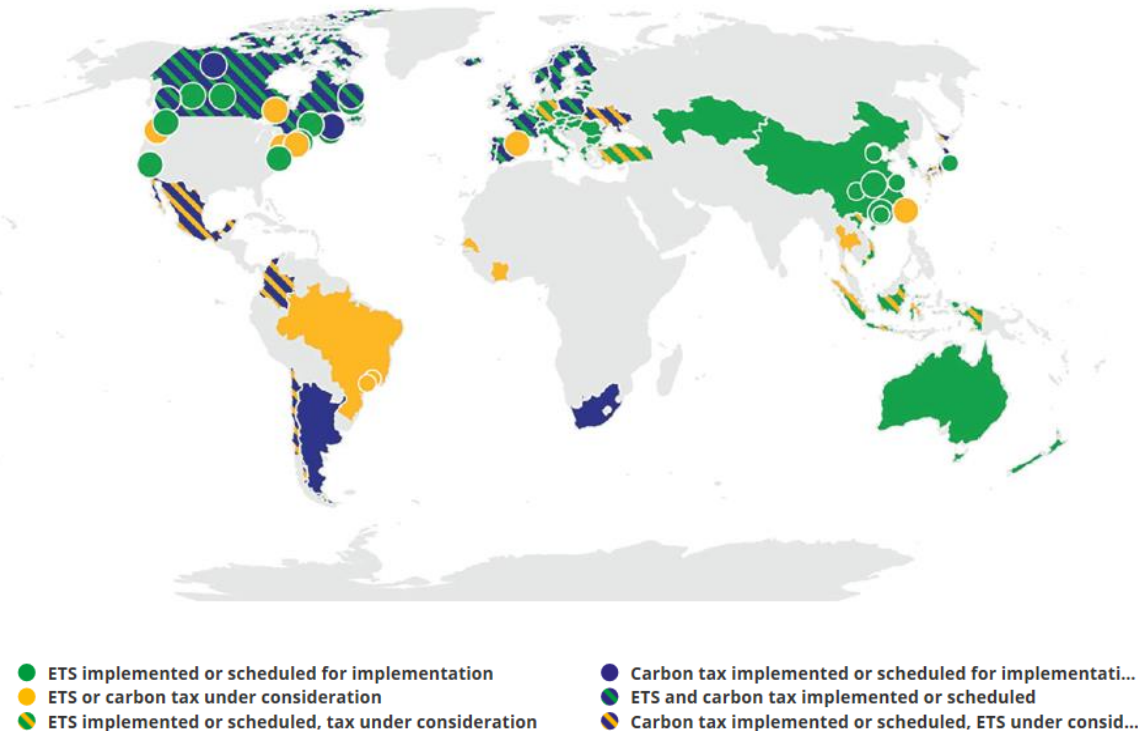 ETS implemented or scheduled for implementation
ETS or carbon tax under consideration
ETS implemented or scheduled, tax under consideration
Carbon tax implemented or scheduled for implementati...
ETS and carbon tax implemented or scheduled
Carbon tax implemented or scheduled, ETS under consid...